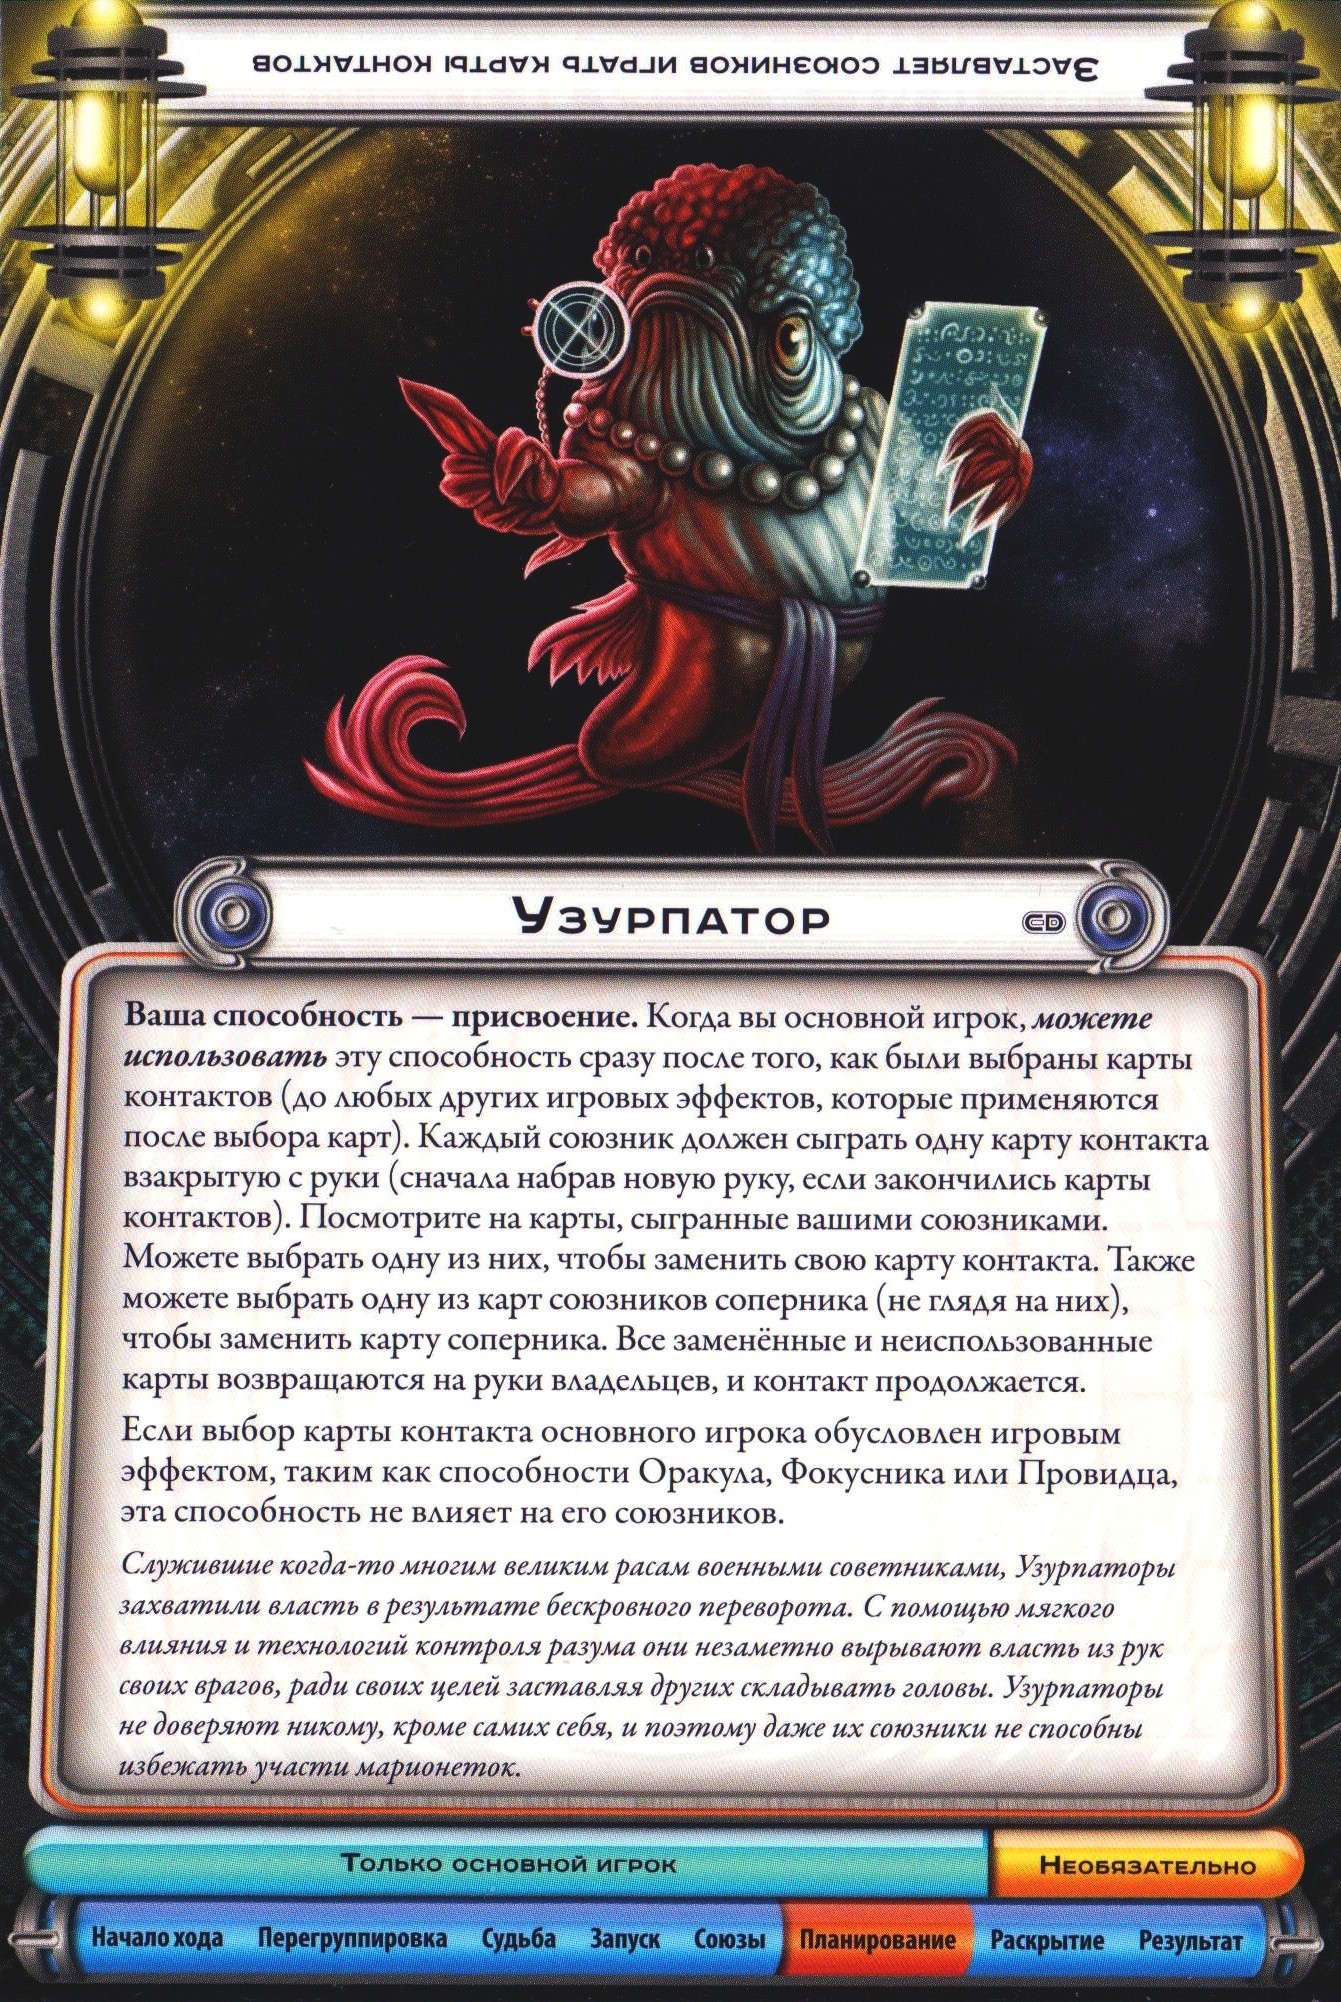 Заставляет союзников играть карты контактов
Узурпатор
CD
Ваша способность — присвоение. Когда вы основной игрок, можете
использовать эту способность сразу после того, как были выбраны карты
контактов (до любых других игровых эффектов, которые применяются
после выбора карт). Каждый союзник должен сыграть одну карту контакта
взакрытую с руки (сначала набрав новую руку, если закончились карты
контактов). Посмотрите на карты, сыгранные вашими союзниками.
Можете выбрать одну из них, чтобы заменить свою карту контакта. Также
можете выбрать одну из карт союзников соперника (не глядя на них),
чтобы заменить карту соперника. Все заменённые и неиспользованные
карты возвращаются на руки владельцев, и контакт продолжается.
Если выбор карты контакта основного игрока обусловлен игровым
эффектом, таким как способности Оракула, Фокусника или Провидца,
эта способность не влияет на его союзников.
Служившие когда-то многим великим расам военными советниками, Узурпаторы
захватили власть в результате бескровного переворота. С помощью мягкого
влияния и технологий контроля разума они незаметно вырывают власть из рук
своих врагов, ради своих целей заставляя других складывать головы. Узурпаторы
не доверяют никому, кроме самих себя, и поэтому даже их союзники не способны
избежать участи марионеток.
Только основной игрок Необязательно
Начало хода Перегруппировка Судьба Запуск Союзы Планирование Раскрытие Результат